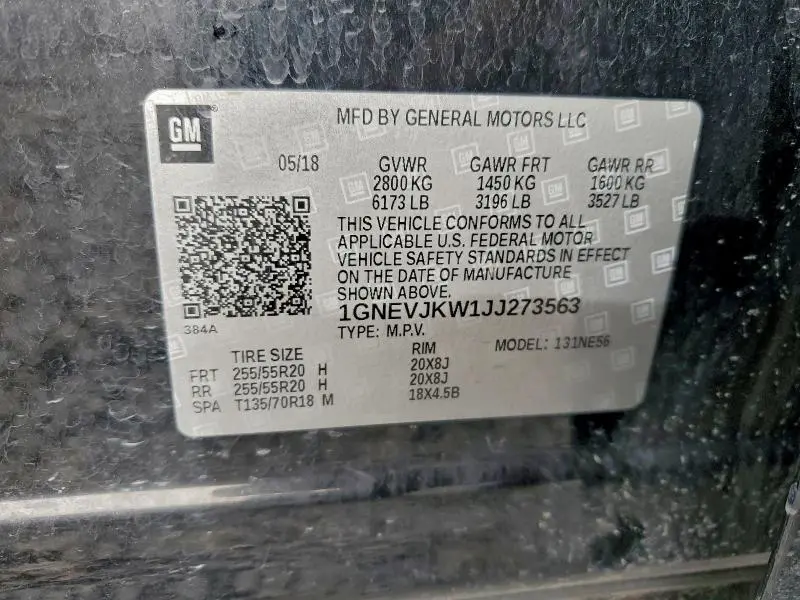 GM
MFD BY GENERAL MOTORS LLC
05/18 GVWR GAWR FRT GAWR RR
2800 KG 1450 KG 1600 KG
6173 LB 3196 LB 3527 LB
THIS VEHICLE CONFORMS TO ALL
APPLICABLE U.S. FEDERAL MOTOR
VEHICLE SAFETY STANDARDS IN EFFECT
ON THE DATE OF MANUFACTURE
SHOWN ABOVE.
1GNEVJKW1JJ273563
384A TYPE: M.P.V. MODEL: 131NE56
TIRE SIZE RIM
FRT 255/55R20 H 20X8J
RR 255/55R20 H 20X8J
SPA T135/70R18 M 18X4.5B